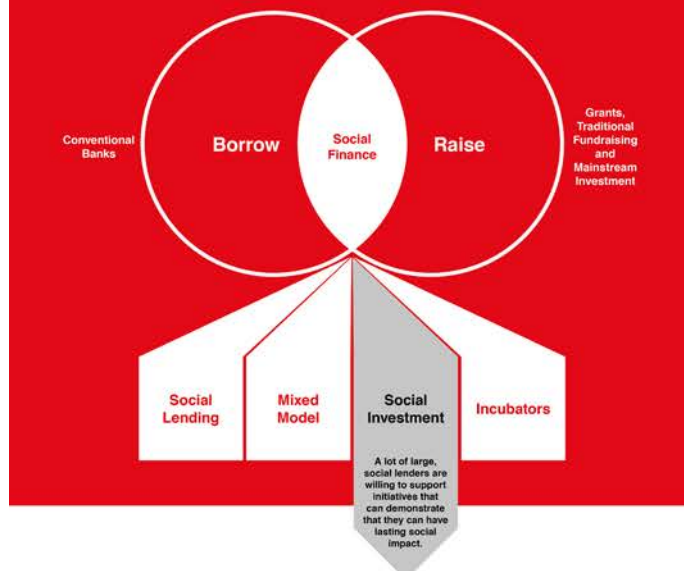 Conventional
Banks
Borrow
Social
Finance
Raise
Grants,
Traditional
Fundraising
and
Mainstream
Investment
Social
Lending
Mixed
Model
Social
Investment
A lot of large,
social lenders are
willing to support
initiatives that
can demonstrate
that they can have
lasting social
impact.
Incubators